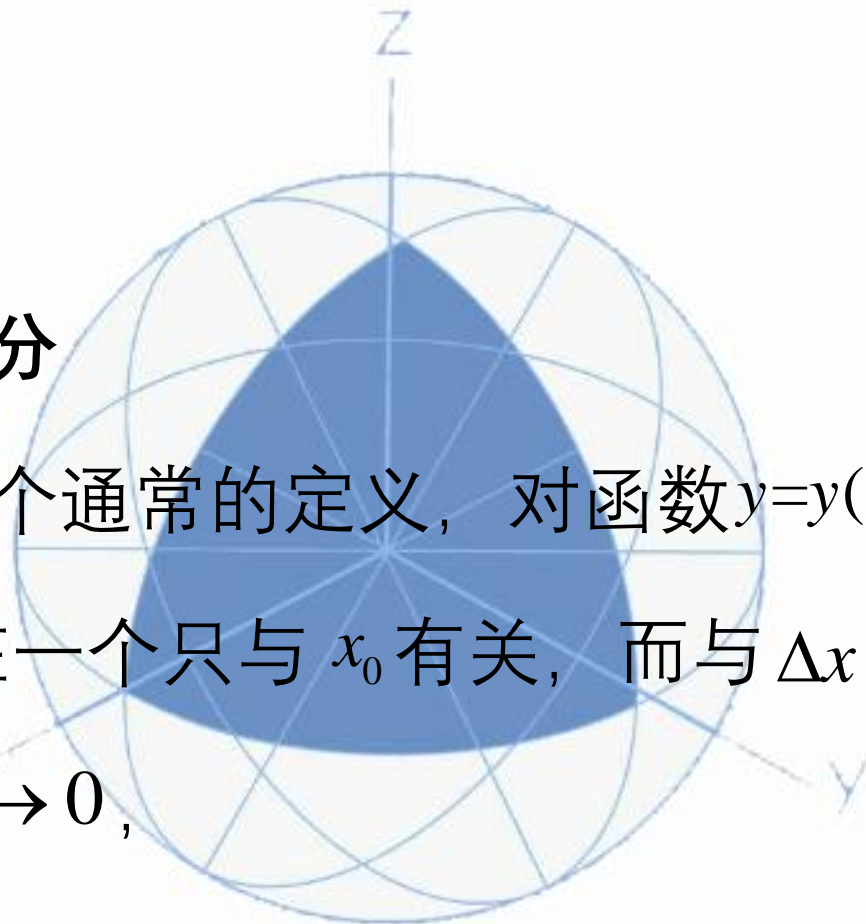 Z
分
个通常的定义，对函数y=y(
一个只与 x₀ 有关，而与 Δx
→ 0 ,
Y